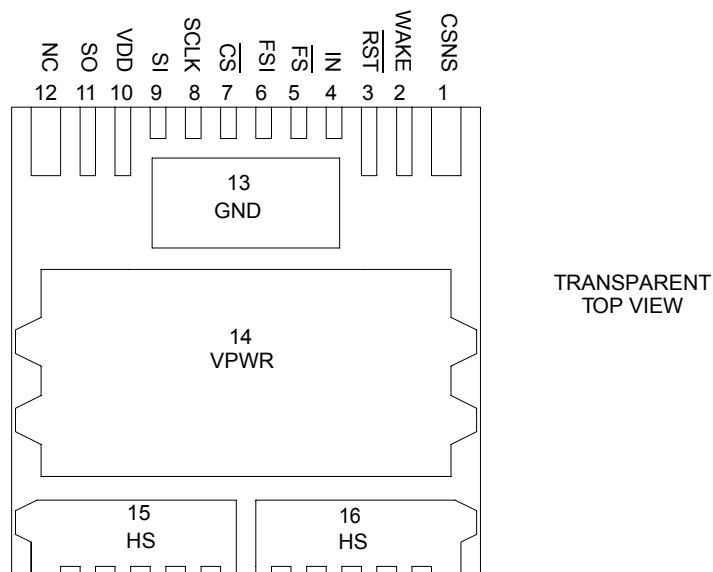 NC
SO
VDD
SI
SCLK
CS
FSI
FS
IN
RST
WAKE
CSNS
12 11 10 9 8 7 6 5 4 3 2 1
13
GND
TRANSPARENT
TOP VIEW
14
VPWR
15
HS
16
HS